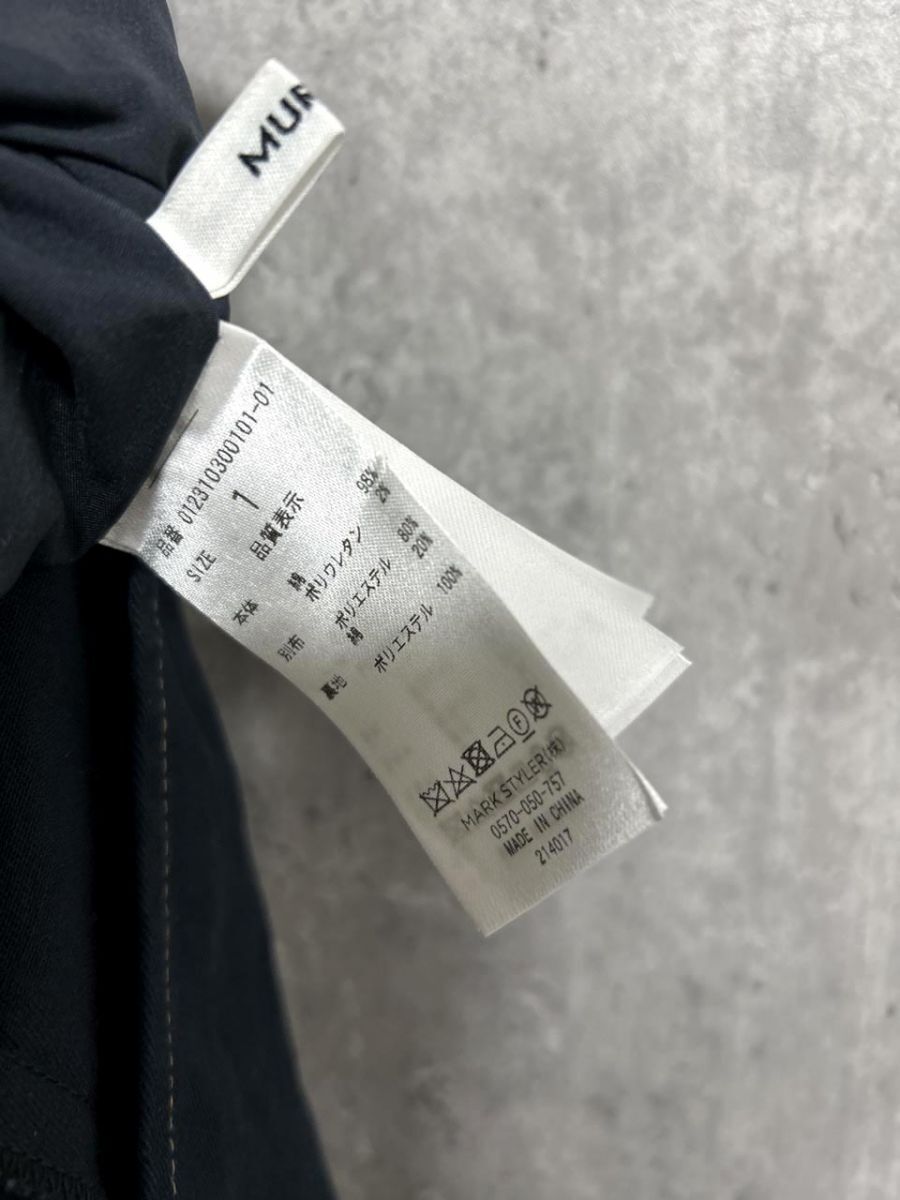 MUR
品番 012310300101-01
SIZE 1
品質表示
本体 綿 98%
ポリウレタン 2%
別布 ポリエステル 80%
綿 20%
裏地 ポリエステル 100%
F
MARK STYLER(株)
0570-050-757
MADE IN CHINA
214017